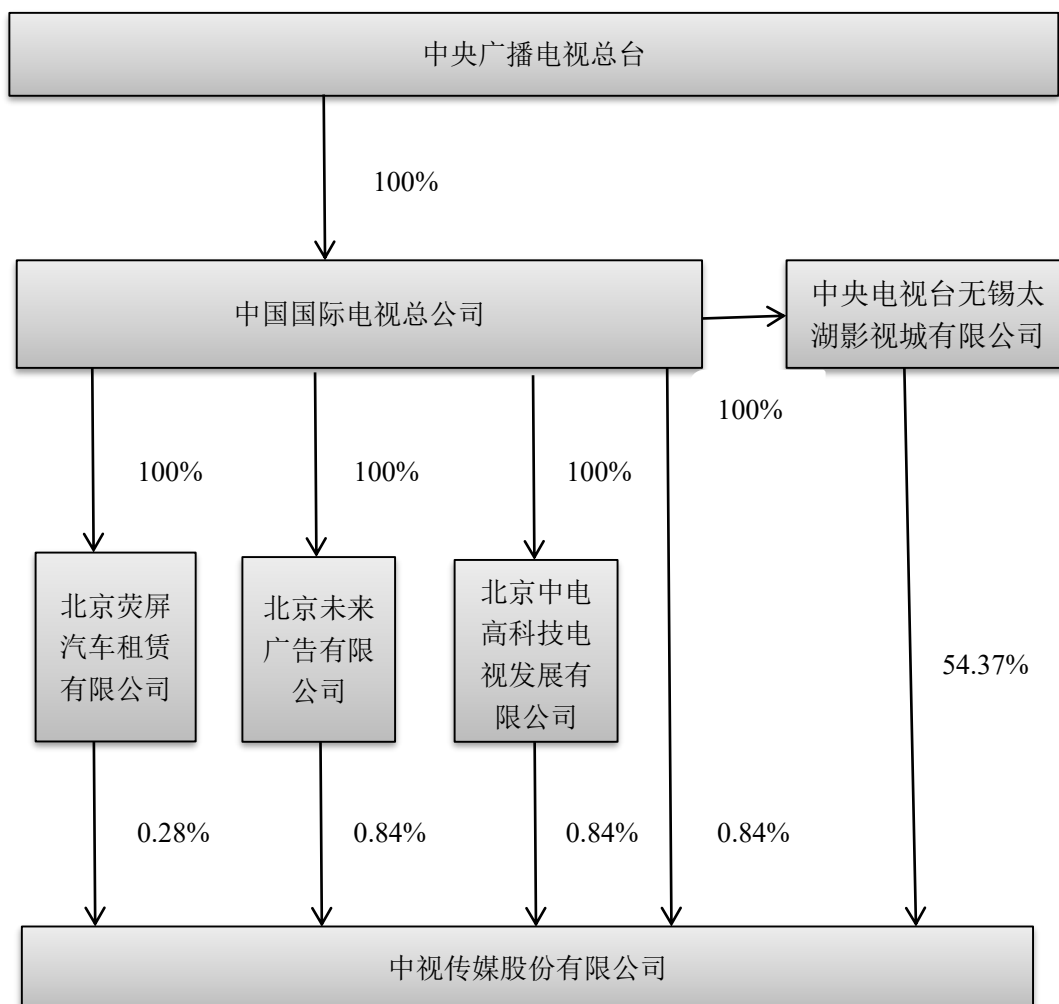 中央广播电视总台
100%
中国国际电视总公司
中央电视台无锡太
湖影视城有限公司
100%
100%
100%
100%
北京荧屏
汽车租赁
有限公司
北京未来
广告有限
公司
北京中电
高科技电
视发展有
限公司
54.37%
0.28%
0.84%
0.84%
0.84%
中视传媒股份有限公司